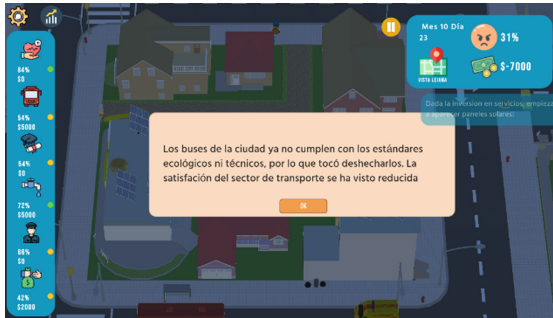 Mes 10 Día
23
31%
VISTA LEJANA
$-7000
Dada la inversion en servicios, empieza
a aparecer paneles solares!
84%
$0
54%
$5000
54%
$0
72%
$5000
88%
$0
42%
$2000
Los buses de la ciudad ya no cumplen con los estándares
ecológicos ni técnicos, por lo que tocó deshecharlos. La
satisfacción del sector de transporte se ha visto reducida
OK